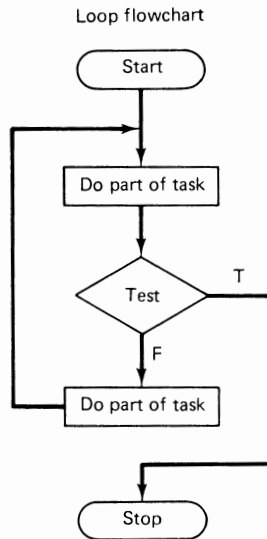 Loop flowchart
Start
Do part of task
Test
T
F
Do part of task
Stop